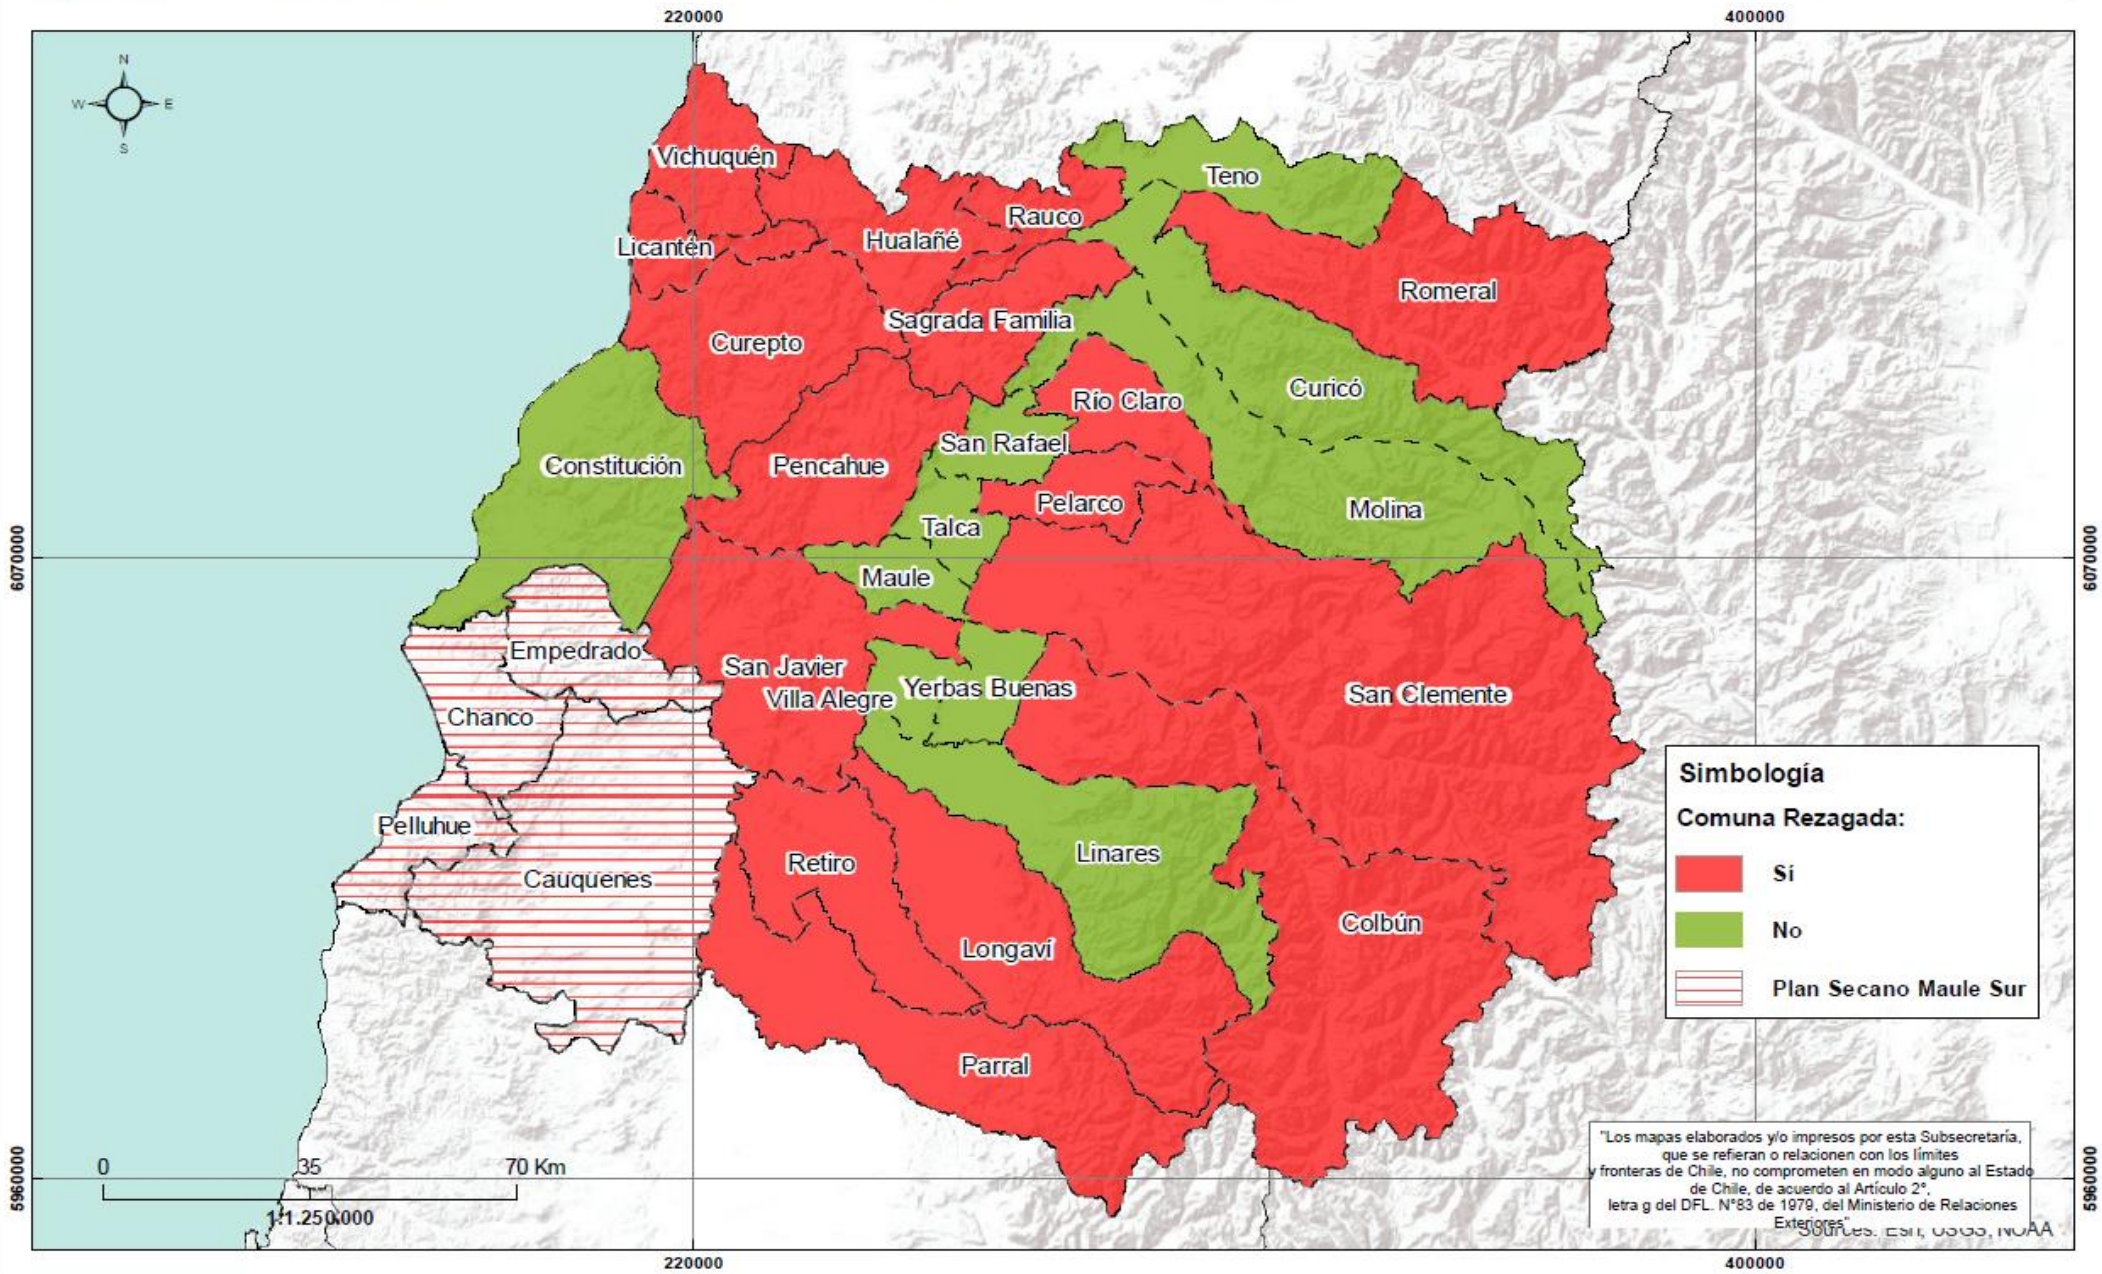 220000
400000
N
W
E
S
Vichuquén
Teno
Rauco
Licantén
Hualañé
Romeral
Sagrada Familia
Curepto
Curicó
Río Claro
San Rafael
Constitución
Pencahue
Pelarco
Molina
Talca
6070000
6070000
Maule
Empedrado
San Javier
Yerbas Buenas
San Clemente
Villa Alegre
Chanco
Simbología
Comuna Rezagada:
Sí
No
Plan Secano Maule Sur
Pelluhue
Retiro
Linares
Cauquenes
Colbún
Longaví
Parral
"Los mapas elaborados y/o impresos por esta Subsecretaría,
que se refieran o relacionen con los límites
y fronteras de Chile, no comprometen en modo alguno al Estado
de Chile, de acuerdo al Artículo 2°,
letra g del DFL. N°83 de 1979, del Ministerio de Relaciones
Exteriores"
Sources: Esri, USGS, NOAA
0
35
70 Km
1:1.250.000
5960000
5960000
220000
400000